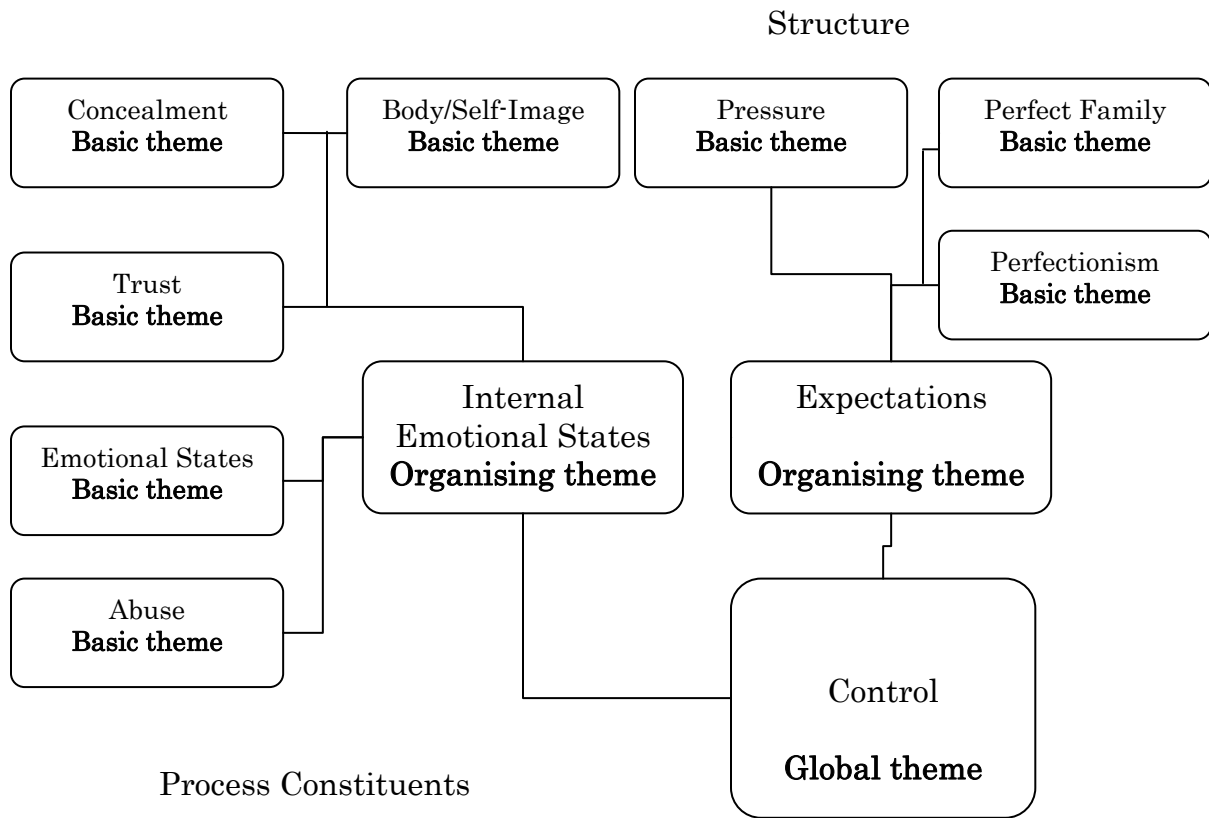 Structure
Concealment
Basic theme
Body/Self-Image
Basic theme
Pressure
Basic theme
Perfect Family
Basic theme
Trust
Basic theme
Perfectionism
Basic theme
Internal
Emotional States
Organising theme
Expectations
Organising theme
Emotional States
Basic theme
Abuse
Basic theme
Control
Global theme
Process Constituents